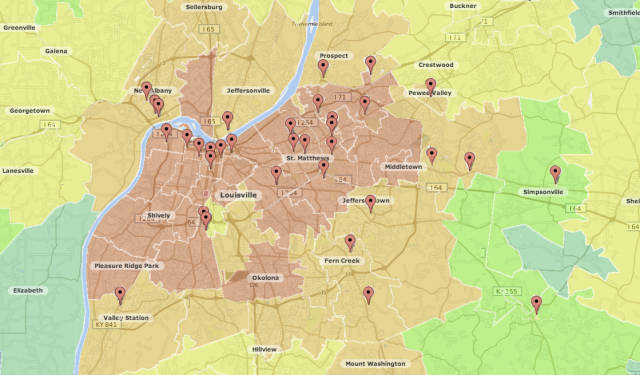 Sellersburg
Buckner
Smithfield
Greenville
I 65
I 71
Galena
Prospect
Crestwood
New Albany
Jeffersonville
Pewee Valley
I 71
Georgetown
I 64
I 65
I 264
St. Matthews
Middletown
Lanesville
I 64
Simpsonville
Louisville
Jeffersontown
I 64
Shively
64
Fern Creek
Pleasure Ridge Park
Okolona
Elizabeth
KY 155
Valley Station
KY 841
Hillview
Mount Washington